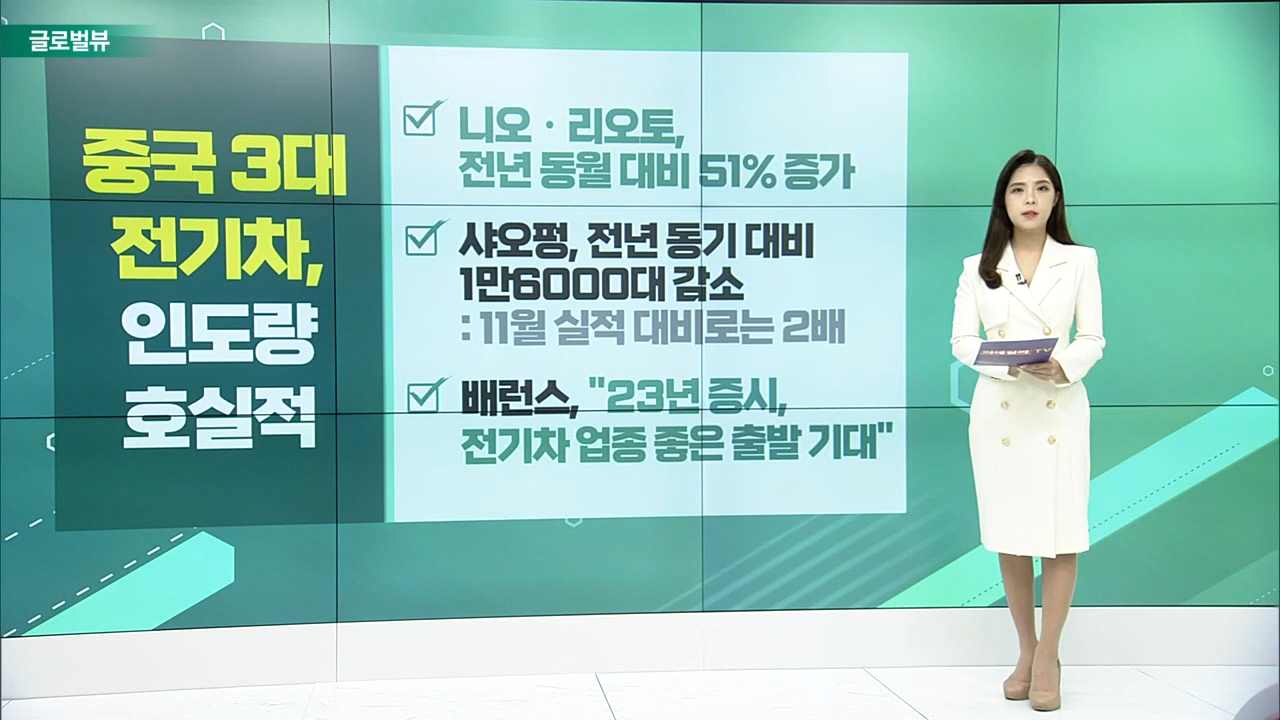 글로벌뷰
중국 3대
전기차,
인도량
호실적
니오·리오토,
전년 동월 대비 51% 증가
샤오펑, 전년 동기 대비
1만6000대 감소
: 11월 실적 대비로는 2배
배런스, "23년 증시,
전기차 업종 좋은 출발 기대"
TV